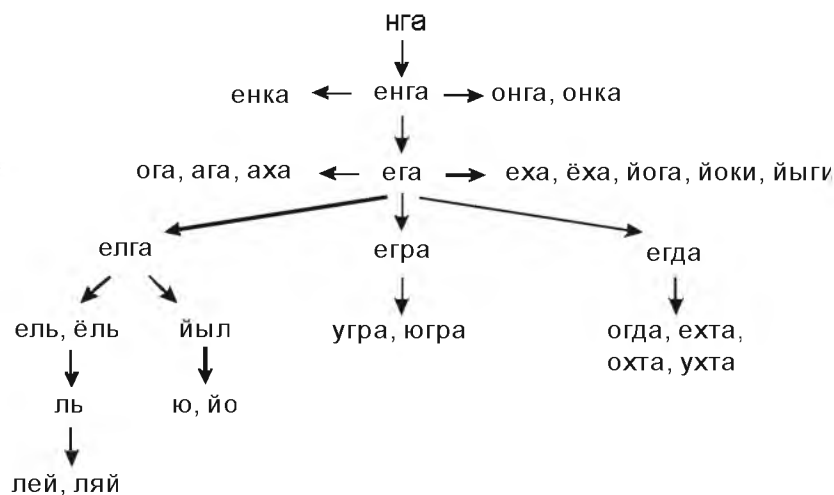 нга
енка енга онга, онка
ога, ага, аха ега еха, ёха, йога, йоки, йыги
елга егра егда
ель, ёль йыл угра, югра огда, ехта,
охта, ухта
ль ю, йо
лей, ляй